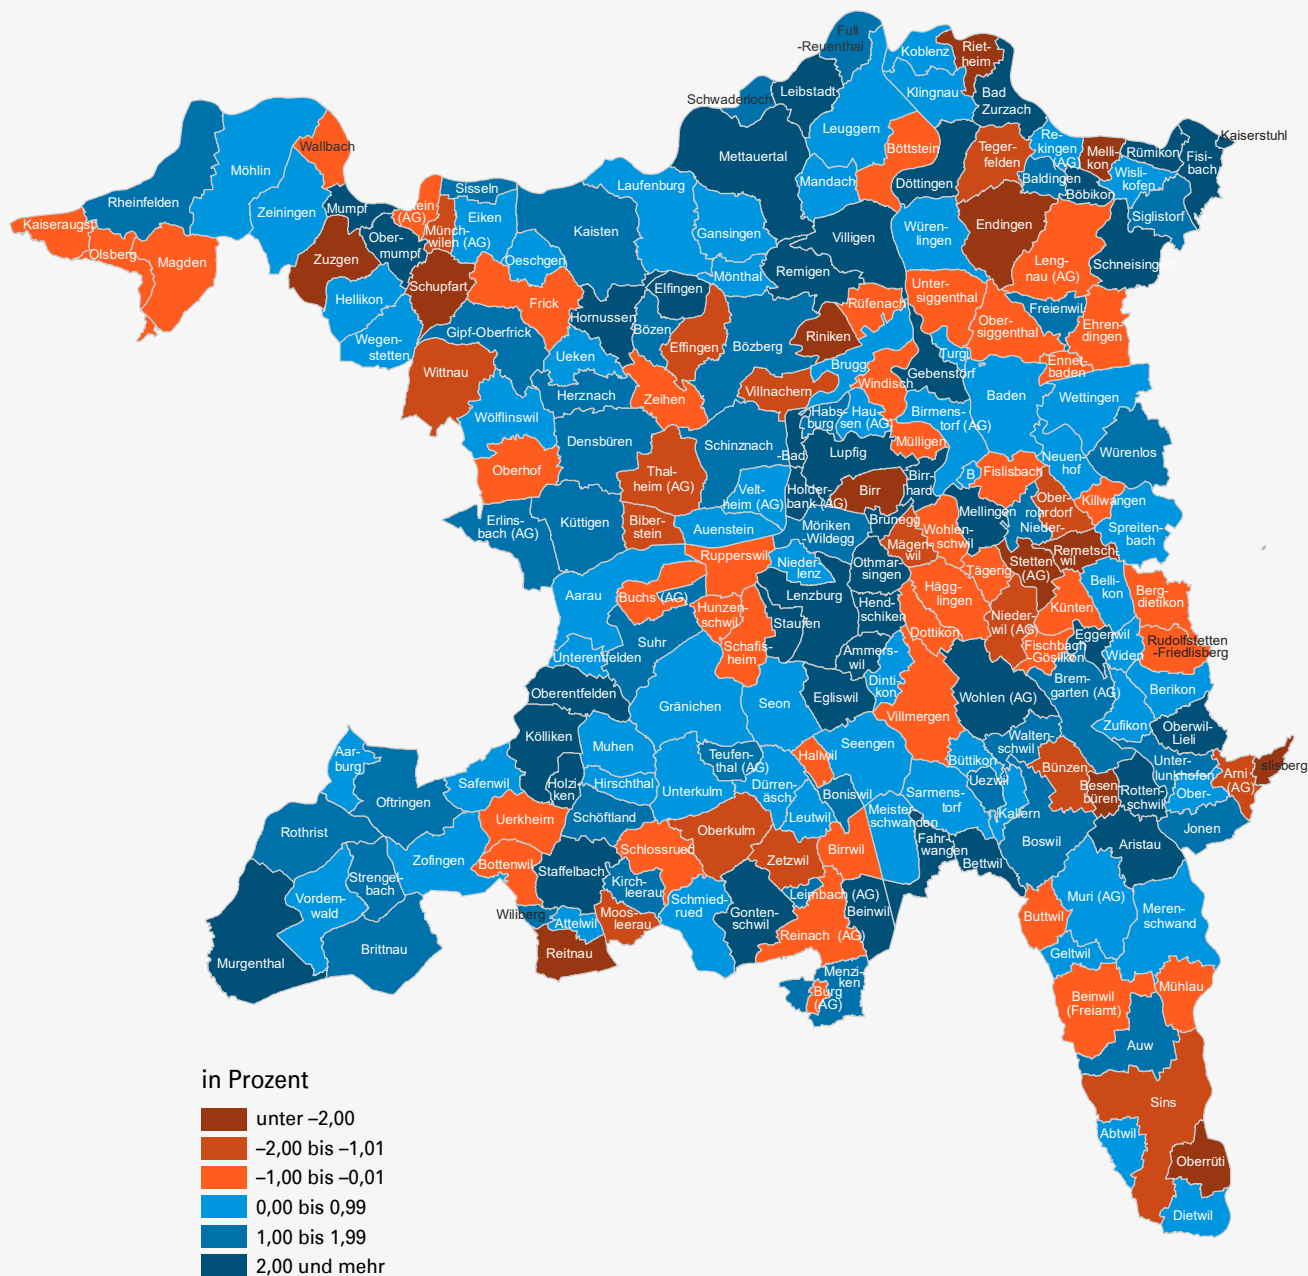 Full
-Reuenthal
Koblenz
Riet-
heim
Schwaderloch
Leibstadt
Klingnau
Bad
Zurzach
Leuggern
Kaiserstuhl
Wallbach
Möhlin
Mettauertal
Böttstein
Teger-
felden
Re-
kingen
(AG)
Melli-
kon
Rümikon
Fisi-
bach
Rheinfelden
Zeiningen
Mumpf
Stein
(AG)
Sisseln
Laufenburg
Mandach
Döttingen
Baldingen
Böbikon
Wisli-
kofen
Siglistorf
Kaiseraugst
Olsberg
Magden
Zuzgen
Ober-
mumpf
Münch-
wilen (AG)
Eiken
Oeschgen
Kaisten
Gansingen
Villigen
Würen-
lingen
Endingen
Leng-
nau (AG)
Schneisingen
Hellikon
Schupfart
Frick
Mönthal
Remigen
Elfingen
Rüfenach
Unter-
siggenthal
Freienwil
Hornussen
Bözen
Ober-
siggenthal
Ehren-
dingen
Wegen-
stetten
Gipf-Oberfrick
Effingen
Bözberg
Riniken
Ueken
Brugg
Turgi
Ennet-
baden
Wittnau
Windisch
Gebenstorf
Zeihen
Villnachern
Herznach
Baden
Wettingen
Wölflinswil
Habs-
burg
Hau-
sen (AG)
Birmens-
torf (AG)
Densbüren
Schinznach
-Bad
Lupfig
Mülligen
Neuen-
hof
Würenlos
Oberhof
Thal-
heim (AG)
Velt-
heim (AG)
Holder-
bank (AG)
Birr
Birr-
hard
B
Fislisbach
Ober-
rohrdorf
Nieder-
Killwangen
Erlins-
bach (AG)
Küttigen
Biber-
stein
Auenstein
Möriken
Wildegg
Brunegg
Mellingen
Wohlen-
schwil
Mägen-
wil
Spreiten-
bach
Rupperswil
Nieder-
lenz
Othmar-
singen
Tägerig
Stetten
(AG)
Remetsch-
wil
Aarau
Buchs (AG)
Hunzen-
schwil
Lenzburg
Staufen
Hend-
schiken
Hägg-
lingen
Nieder-
wil (AG)
Künten
Belli-
kon
Berg-
dietikon
Suhr
Schafis-
heim
Ammers-
wil
Dottikon
Fischbach
-Göslikon
Eggenwil
Widen
Rudolfstetten
-Friedlisberg
Unterentfelden
Oberentfelden
Gränichen
Seon
Egliswil
Dinti-
kon
Villmergen
Wohlen (AG)
Brem-
garten (AG)
Berikon
Zufikon
Kölliken
Muhen
Teufen-
thal (AG)
Hallwil
Seengen
Büttikon
Walten-
schwil
Oberwil-
Lieli
Aar-
burg
Safenwil
Holzi-
ken
Hirschthal
Unterkulm
Dürren-
äsch
Boniswil
Sarmens-
torf
Uezwil
Bünzen
Besen-
büren
Rotten-
schwil
Unter-
lunkhofen
Ober-
Arni
(AG)
slisberg
Oftringen
Rothrist
Uerkheim
Schöftland
Leutwil
Meister-
schwanden
Kallern
Jonen
Oberkulm
Zofingen
Bottenwil
Schlossrued
Zetzwil
Birrwil
Fahr-
wangen
Bettwil
Boswil
Aristau
Strengel-
bach
Staffelbach
Kirch-
leerau
Vordem-
wald
Schmied-
rued
Gonten-
schwil
Leimbach (AG)
Beinwil
Muri (AG)
Meren-
schwand
Wiliberg
Attelwil
Moos-
leerau
Buttwil
Brittnau
Reitnau
Reinach (AG)
Geltwil
Murgenthal
Menzi-
ken
Burg
(AG)
Beinwil
(Freiamt)
Mühlau
Auw
Sins
Abtwil
Oberrüti
Dietwil
in Prozent
unter –2,00
–2,00 bis –1,01
–1,00 bis –0,01
0,00 bis 0,99
1,00 bis 1,99
2,00 und mehr